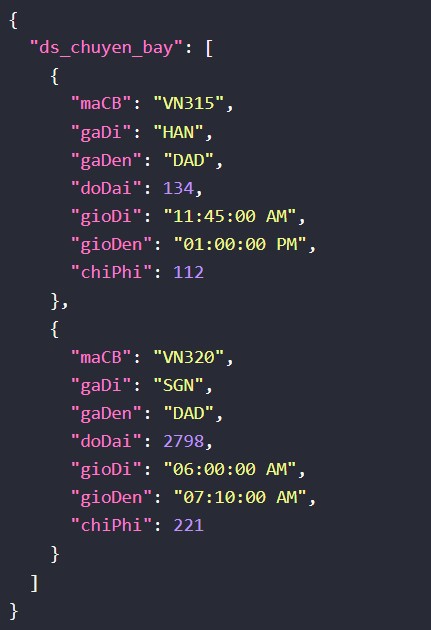 {
  "ds_chuyen_bay": [
    {
      "maCB": "VN315",
      "gaDi": "HAN",
      "gaDen": "DAD",
      "doDai": 134,
      "gioDi": "11:45:00 AM",
      "gioDen": "01:00:00 PM",
      "chiPhi": 112
    },
    {
      "maCB": "VN320",
      "gaDi": "SGN",
      "gaDen": "DAD",
      "doDai": 2798,
      "gioDi": "06:00:00 AM",
      "gioDen": "07:10:00 AM",
      "chiPhi": 221
    }
  ]
}